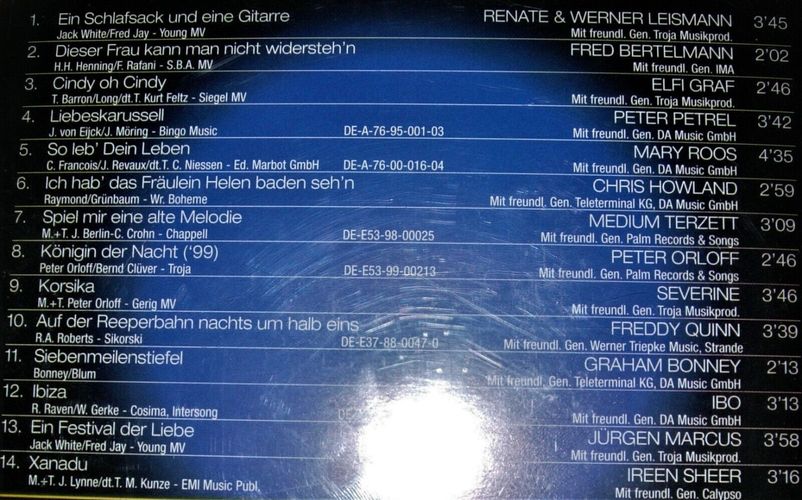 1. Ein Schlafsack und eine Gitarre RENATE & WERNER LEISMANN 3'45
Jack White/Fred Jay - Young MV Mit freundl. Gen. Troja Musikprod.
2. Dieser Frau kann man nicht widersteh'n FRED BERTELMANN 2'02
H.H. Henning/F. Rafani - S.B.A. MV Mit freundl. Gen. IMA
3. Cindy oh Cindy ELFI GRAF 2'46
T. Barron/Long/dt.T. Kurt Feltz - Siegel MV Mit freundl. Gen. Troja Musikprod.
4. Liebeskarussell PETER PETREL 3'42
J. von Eijck/J. Möring - Bingo Music DE-A-76-95-001-03 Mit freundl. Gen. DA Music GmbH
5. So leb' Dein Leben MARY ROOS 4'35
C. Francois/J. Revaux/dt.T. C. Niessen - Ed. Marbot GmbH DE-A-76-00-016-04 Mit freundl. Gen. DA Music GmbH
6. Ich hab' das Fräulein Helen baden seh'n CHRIS HOWLAND 2'59
Raymond/Grünbaum - Wr. Boheme Mit freundl. Gen. Teleterminal KG, DA Music GmbH
7. Spiel mir eine alte Melodie MEDIUM TERZETT 3'09
M.+T. J. Berlin-C. Crohn - Chappell DE-E53-98-00025 Mit freundl. Gen. Palm Records & Songs
8. Königin der Nacht ('99) PETER ORLOFF 2'46
Peter Orloff/Bernd Clüver - Troja DE-E53-99-00213 Mit freundl. Gen. Palm Records & Songs
9. Korsika SEVERINE 3'46
M.+T. Peter Orloff - Gerig MV Mit freundl. Gen. Troja Musikprod.
10. Auf der Reeperbahn nachts um halb eins FREDDY QUINN 3'39
R.A. Roberts - Sikorski DE-E37-88-0047-0 Mit freundl. Gen. Werner Triepke Music, Strande
11. Siebenmeilenstiefel GRAHAM BONNEY 2'13
Bonney/Blum Mit freundl. Gen. Teleterminal KG, DA Music GmbH
12. Ibiza IBO 3'13
R. Raven/W. Gerke - Cosima, Intersong Mit freundl. Gen. DA Music GmbH
13. Ein Festival der Liebe JÜRGEN MARCUS 3'58
Jack White/Fred Jay - Young MV Mit freundl. Gen. Troja Musikprod.
14. Xanadu IREEN SHEER 3'16
M.+T. J. Lynne/dt.T. M. Kunze - EMI Music Publ. Mit freundl. Gen. Calypso